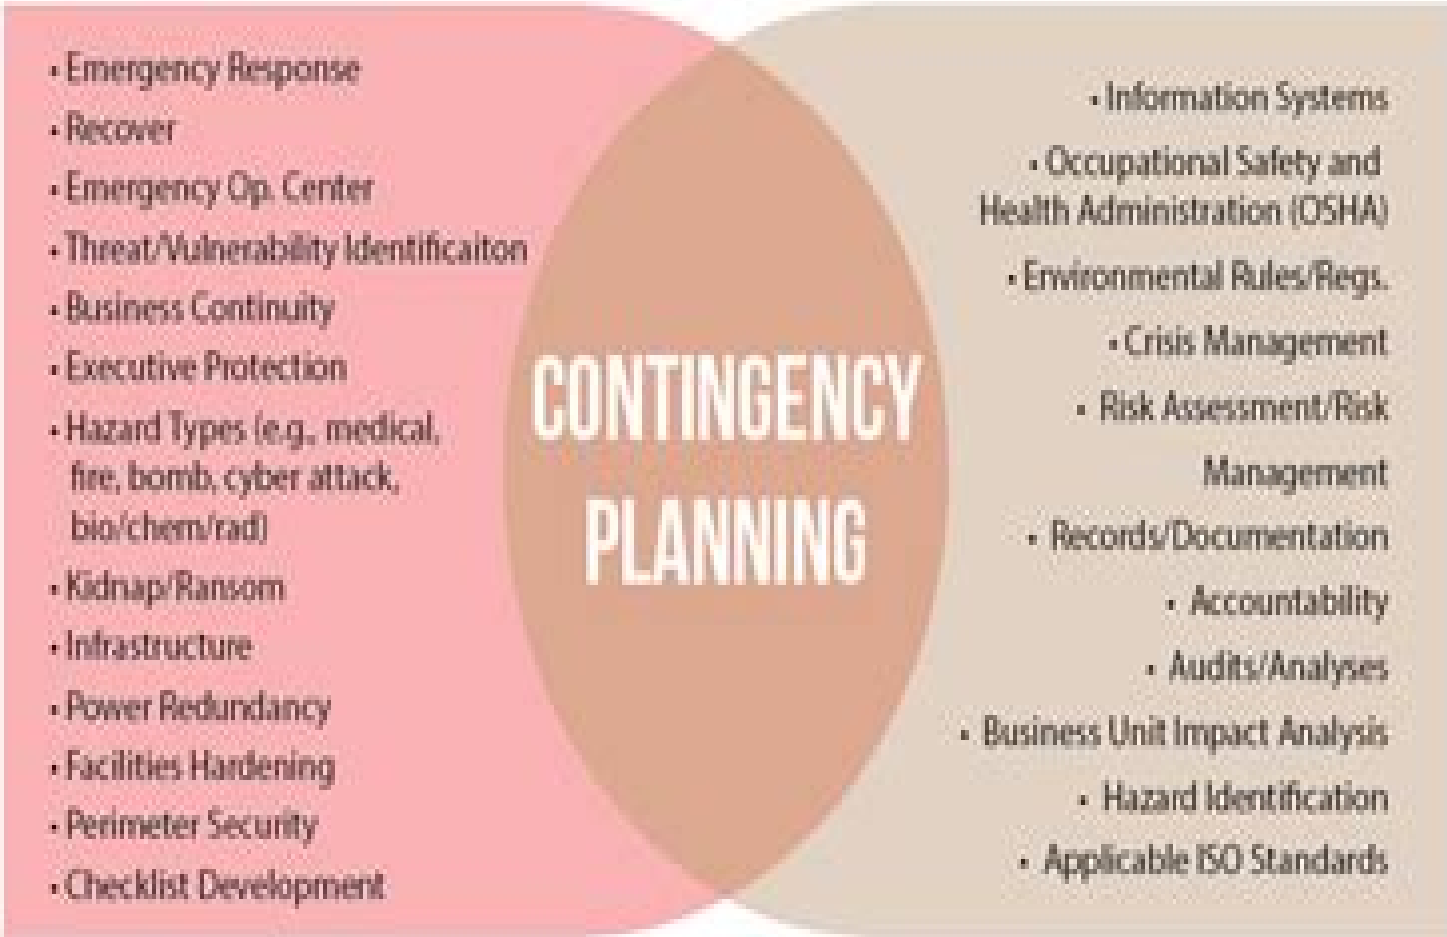 • Emergency Response
• Recover
• Emergency Op. Center
• Threat/Vulnerability Identificaiton
• Business Continuity
• Executive Protection
• Hazard Types (e.g., medical,
fire, bomb, cyber attack,
bio/chem/rad)
• Kidnap/Ransom
• Infrastructure
• Power Redundancy
• Facilities Hardening
• Perimeter Security
• Checklist Development
CONTINGENCY
PLANNING
• Information Systems
• Occupational Safety and
Health Administration (OSHA)
• Environmental Rules/Regs.
• Crisis Management
• Risk Assessment/Risk
Management
• Records/Documentation
• Accountability
• Audits/Analyses
• Business Unit Impact Analysis
• Hazard Identification
• Applicable ISO Standards